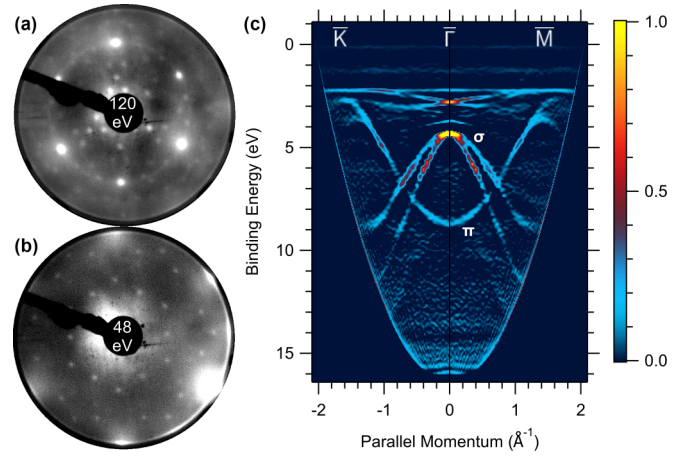 (a)
120
eV
(b)
48
eV
(c)
K Γ M
σ
π
0
5
10
15
Binding Energy (eV)
-2 -1 0 1 2
Parallel Momentum (Å⁻¹)
1.0
0.5
0.0